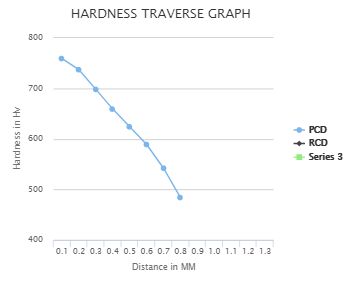 HARDNESS TRAVERSE GRAPH
800
700
600
500
400
Hardness in Hv
0.1 0.2 0.3 0.4 0.5 0.6 0.7 0.8 0.9 1.0 1.1 1.2 1.3
Distance in MM
PCD
RCD
Series 3